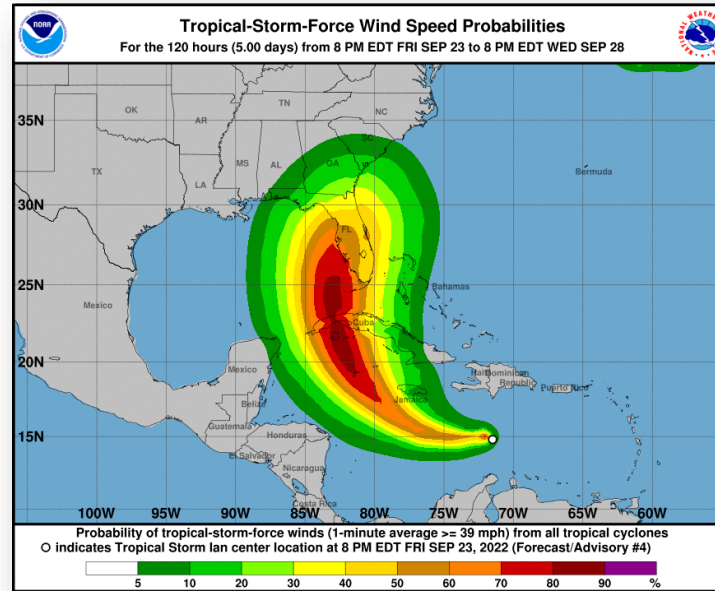 NOAA
Tropical-Storm-Force Wind Speed Probabilities
For the 120 hours (5.00 days) from 8 PM EDT FRI SEP 23 to 8 PM EDT WED SEP 28
NATIONAL WEATHER
35N
30N
25N
20N
15N
OK
TN
NC
AR
SC
TX
MS
AL
GA
LA
Bermuda
FL
Mexico
Bahamas
Cuba
Mexico
Haiti
Dominican
Republic
Puerto Rico
Belize
Jamaica
Guatemala
Honduras
El Salvador
Nicaragua
Costa Rica
100W 95W 90W 85W 80W 75W 70W 65W 60W
Probability of tropical-storm-force winds (1-minute average >= 39 mph) from all tropical cyclones
indicates Tropical Storm Ian center location at 8 PM EDT FRI SEP 23, 2022 (Forecast/Advisory #4)
5 10 20 30 40 50 60 70 80 90 %